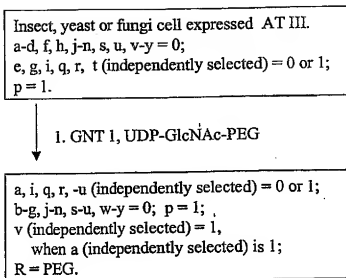 Insect, yeast or fungi cell expressed AT III.
a-d, f, h, j-n, s, u, v-y = 0;
e, g, i, q, r, t (independently selected) = 0 or 1;
p = 1.
1. GNT 1, UDP-GlcNAc-PEG
a, i, q, r, -u (independently selected) = 0 or 1;
b-g, j-n, s-u, w-y = 0; p = 1;
v (independently selected) = 1,
when a (independently selected) is 1;
R = PEG.